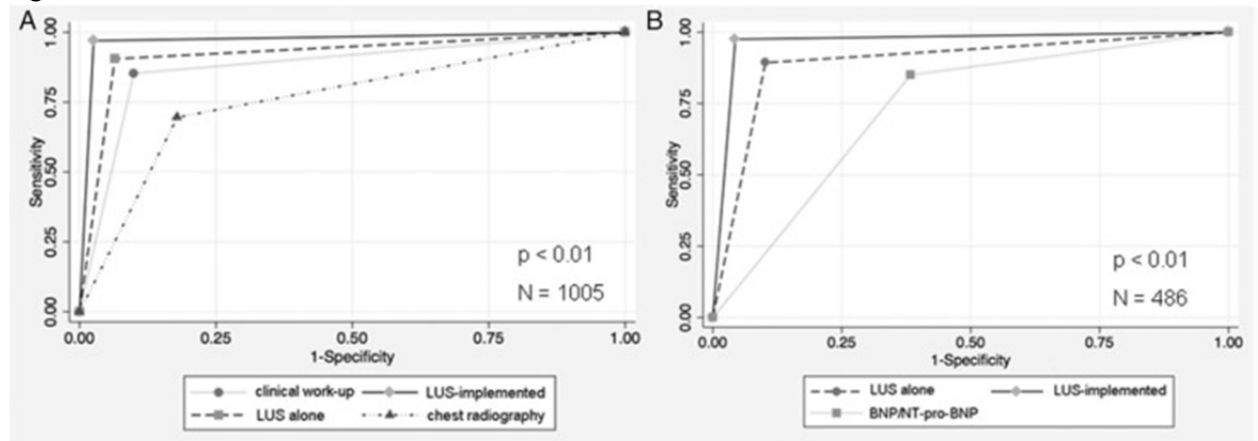 A
1.00
0.75
0.50
0.25
0.00
Sensitivity
p < 0.01
N = 1005
0.00 0.25 0.50 0.75 1.00
1-Specificity
clinical work-up LUS-implemented
LUS alone chest radiography
B
1.00
0.75
0.50
0.25
0.00
Sensitivity
p < 0.01
N = 486
0.00 0.25 0.50 0.75 1.00
1-Specificity
LUS alone LUS-implemented
BNP/NT-pro-BNP